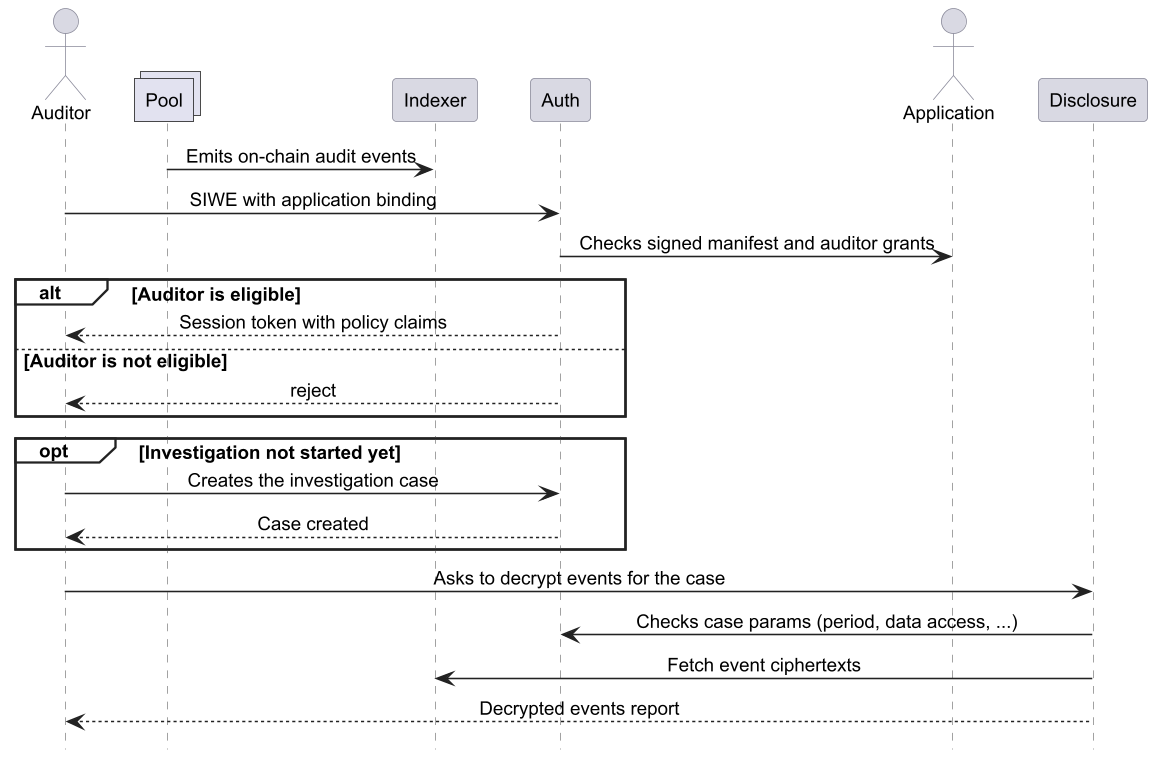 Auditor
Pool
Indexer
Auth
Application
Disclosure
Emits on-chain audit events
SIWE with application binding
Checks signed manifest and auditor grants
alt
[Auditor is eligible]
Session token with policy claims
[Auditor is not eligible]
reject
opt
[Investigation not started yet]
Creates the investigation case
Case created
Asks to decrypt events for the case
Checks case params (period, data access, ...)
Fetch event ciphertexts
Decrypted events report